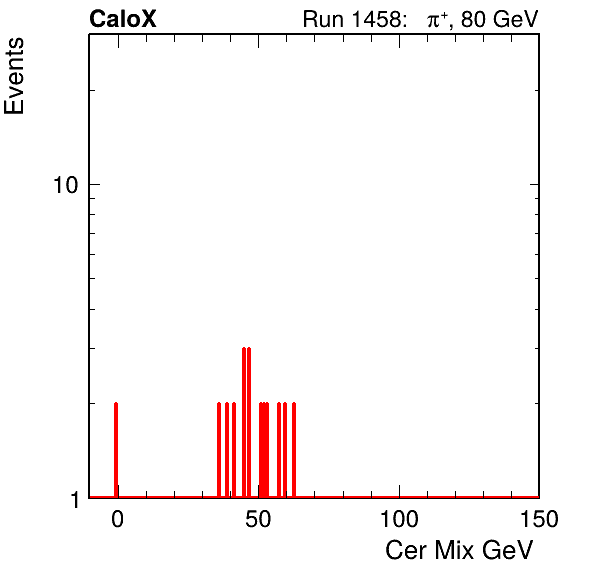 CaloX
Run 1458: π⁺, 80 GeV
Events
10
1
0 50 100 150
Cer Mix GeV